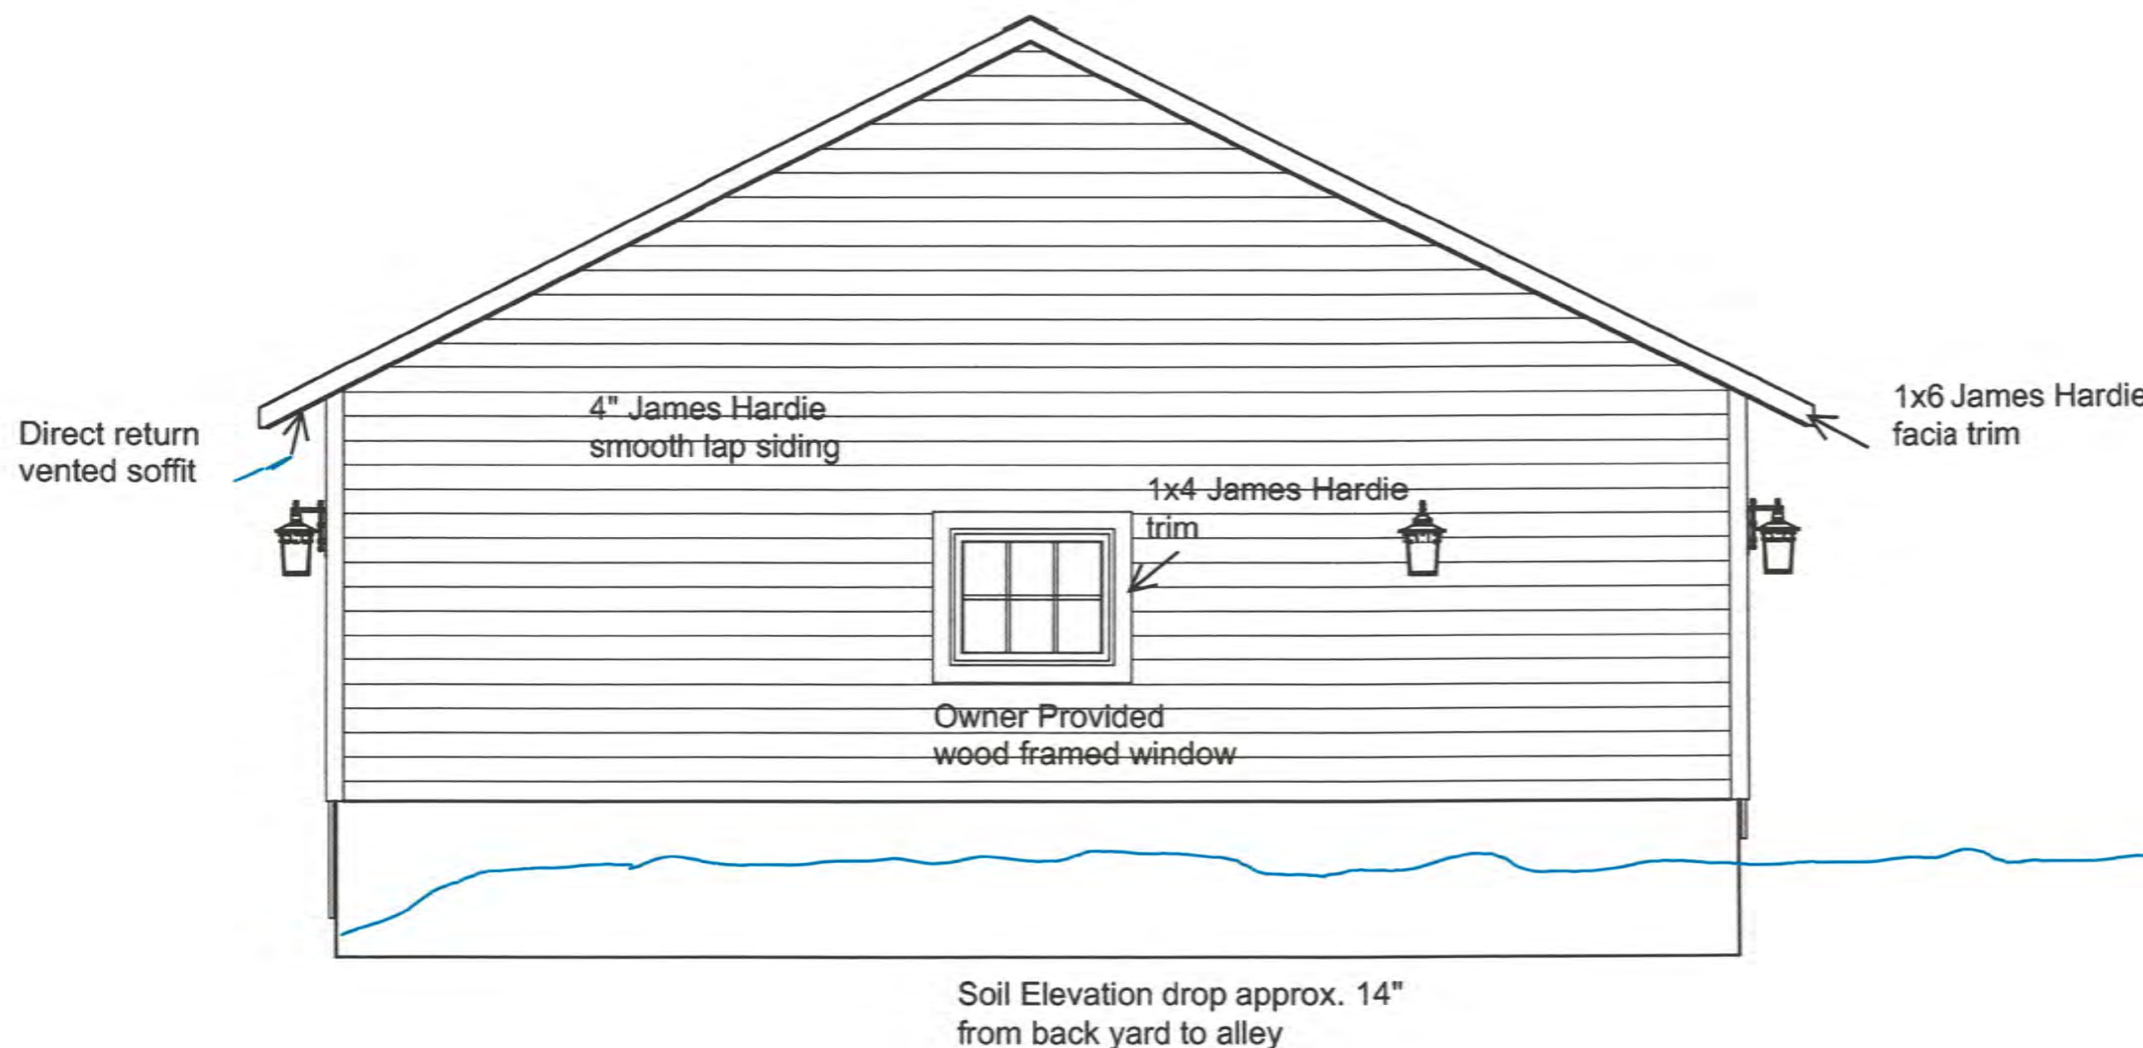 4" James Hardie
smooth lap siding
Direct return
vented soffit
1x6 James Hardie
facia trim
1x4 James Hardie
trim
Owner Provided
wood framed window
Soil Elevation drop approx. 14"
from back yard to alley